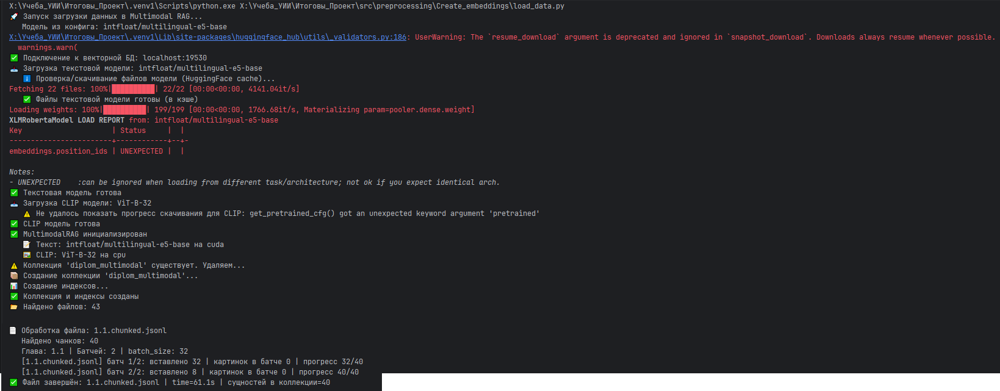 X:\Учеба_УИИ\Итоговы_Проект\.venv1\Scripts\python.exe X:\Учеба_УИИ\Итоговы_Проект\src\preprocessing\Create_embeddings\load_data.py
🚀 Запуск загрузки данных в Multimodal RAG...
Модель из конфига: intfloat/multilingual-e5-base
X:\Учеба_УИИ\Итоговы_Проект\.venv1\Lib\site-packages\huggingface_hub\utils\_validators.py:186: UserWarning: The `resume_download` argument is deprecated and ignored in `snapshot_download`. Downloads always resume whenever possible.
warnings.warn(
✅ Подключение к векторной БД: localhost:19530
📥 Загрузка текстовой модели: intfloat/multilingual-e5-base
⬇️ Проверка/скачивание файлов модели (HuggingFace cache)...
Fetching 22 files: 100%|██████████| 22/22 [00:00<00:00, 4141.04it/s]
✅ Файлы текстовой модели готовы (в кэше)
Loading weights: 100%|██████████| 199/199 [00:00<00:00, 1766.68it/s, Materializing param=pooler.dense.weight]
XLMRobertaModel LOAD REPORT from: intfloat/multilingual-e5-base
Key                     | Status     |  |
------------------------+------------+--+-
embeddings.position_ids | UNEXPECTED |  |
Notes:
- UNEXPECTED    :can be ignored when loading from different task/architecture; not ok if you expect identical arch.
✅ Текстовая модель готова
📥 Загрузка CLIP модели: ViT-B-32
⚠️ Не удалось показать прогресс скачивания для CLIP: get_pretrained_cfg() got an unexpected keyword argument 'pretrained'
✅ CLIP модель готова
✅ MultimodalRAG инициализирован
📝 Текст: intfloat/multilingual-e5-base на cuda
🖼️ CLIP: ViT-B-32 на cpu
⚠️ Коллекция 'diplom_multimodal' существует. Удаляем...
📦 Создание коллекции 'diplom_multimodal'...
📊 Создание индексов...
✅ Коллекция и индексы созданы
📂 Найдено файлов: 43
📄 Обработка файла: 1.1.chunked.jsonl
Найдено чанков: 40
Глава: 1.1 | Батчей: 2 | batch_size: 32
[1.1.chunked.jsonl] батч 1/2: вставлено 32 | картинок в батче 0 | прогресс 32/40
[1.1.chunked.jsonl] батч 2/2: вставлено 8 | картинок в батче 0 | прогресс 40/40
✅ Файл завершён: 1.1.chunked.jsonl | time=61.1s | сущностей в коллекции=40